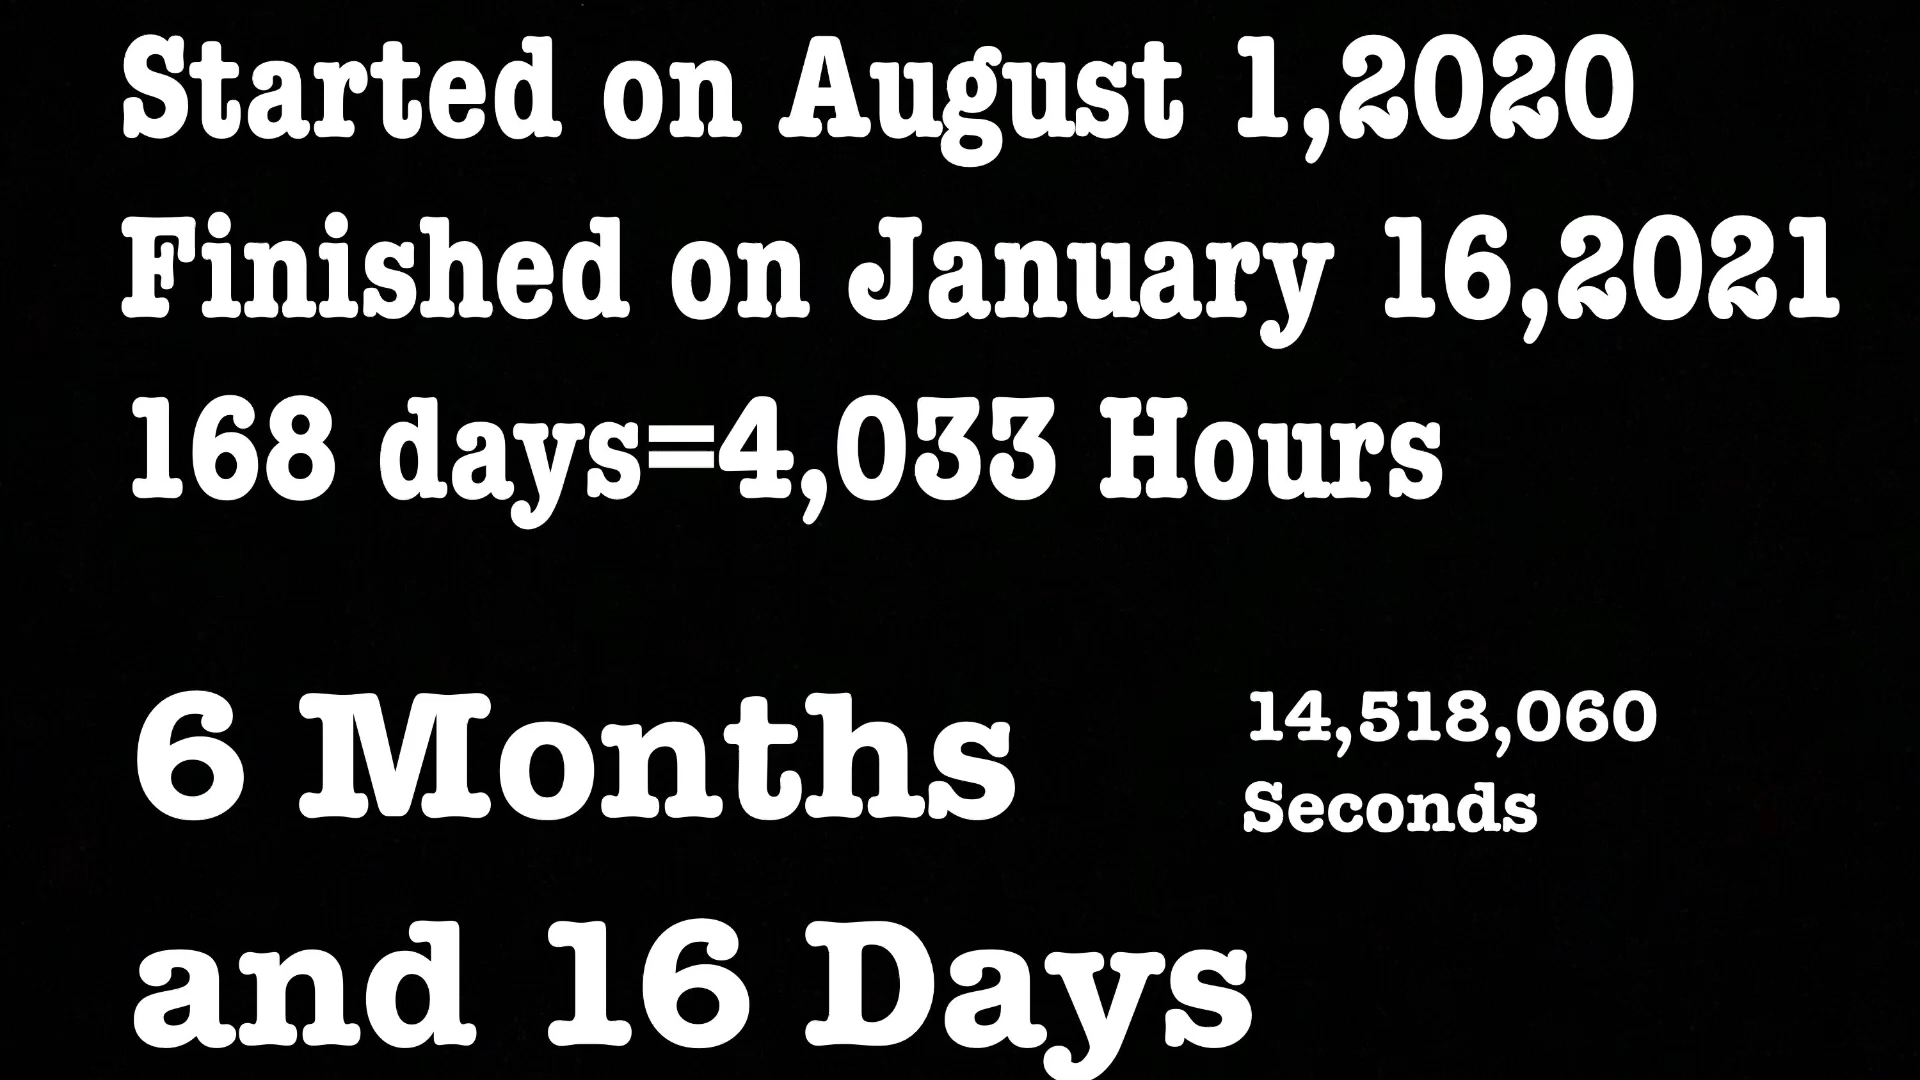 Started on August 1,2020
Finished on January 16,2021
168 days=4,033 Hours
6 Months
and 16 Days
14,518,060
Seconds